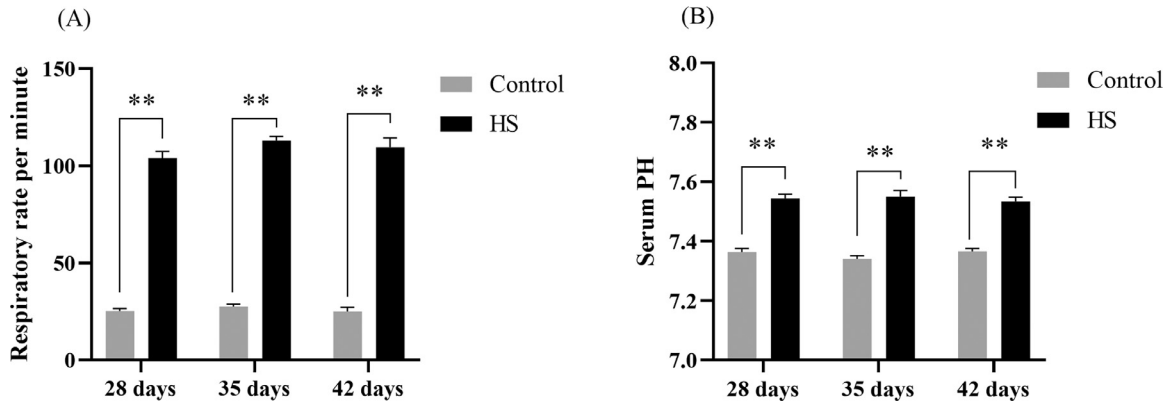 (A)
Respiratory rate per minute
150
100
50
0
**
**
**
28 days
35 days
42 days
Control
HS
(B)
Serum PH
8.0
7.8
7.6
7.4
7.2
7.0
**
**
**
28 days
35 days
42 days
Control
HS